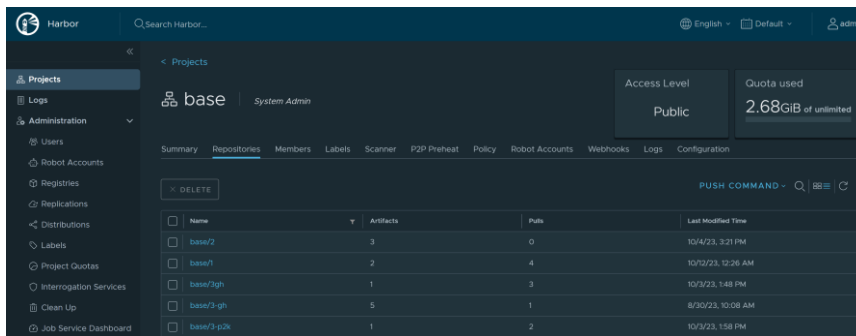 Harbor
Search Harbor...
English
Default
adm
Projects
Logs
Administration
Users
Robot Accounts
Registries
Replications
Distributions
Labels
Project Quotas
Interrogation Services
Clean Up
Job Service Dashboard
< Projects
base
System Admin
Access Level
Public
Quota used
2.68GiB of unlimited
Summary Repositories Members Labels Scanner P2P Preheat Policy Robot Accounts Webhooks Logs Configuration
× DELETE
PUSH COMMAND
Name Artifacts Pulls Last Modified Time
base/2 3 0 10/4/23, 3:21 PM
base/1 2 4 10/12/23, 12:26 AM
base/3gh 1 3 10/3/23, 1:48 PM
base/3-gh 5 1 8/30/23, 10:08 AM
base/3-p2k 1 2 10/3/23, 1:58 PM